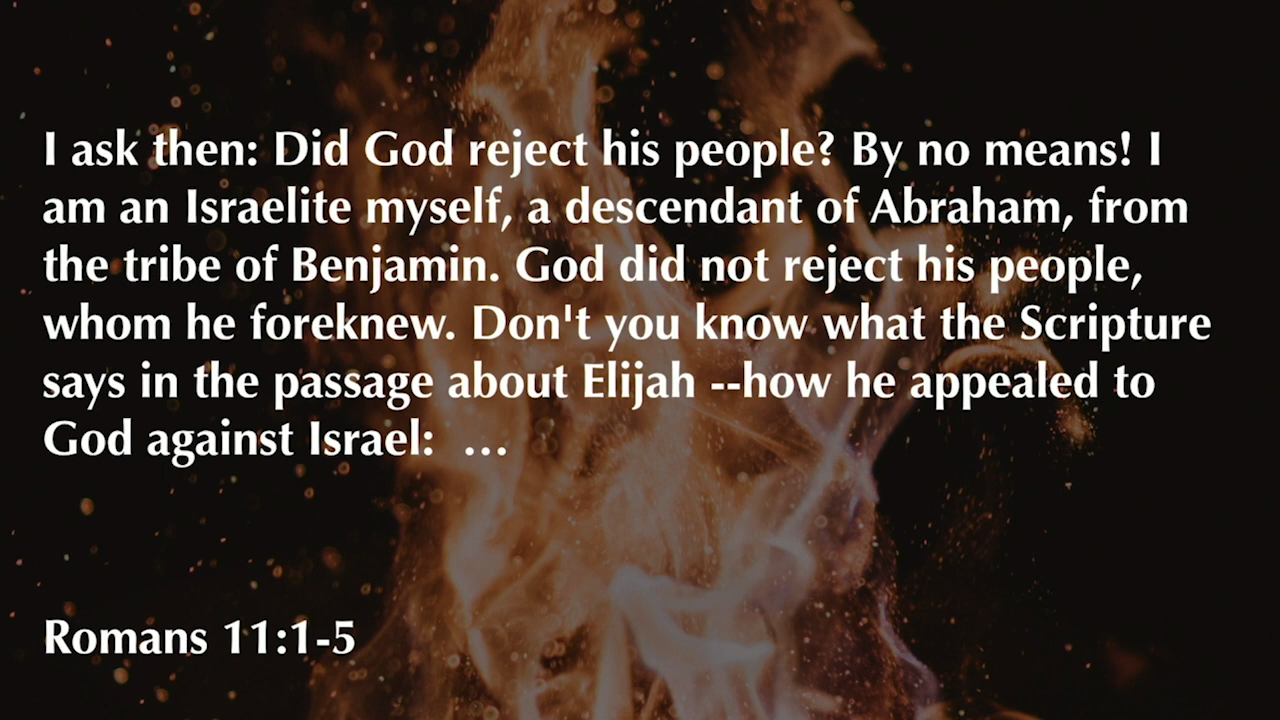 I ask then: Did God reject his people? By no means! I
am an Israelite myself, a descendant of Abraham, from
the tribe of Benjamin. God did not reject his people,
whom he foreknew. Don't you know what the Scripture
says in the passage about Elijah --how he appealed to
God against Israel:  …
Romans 11:1-5